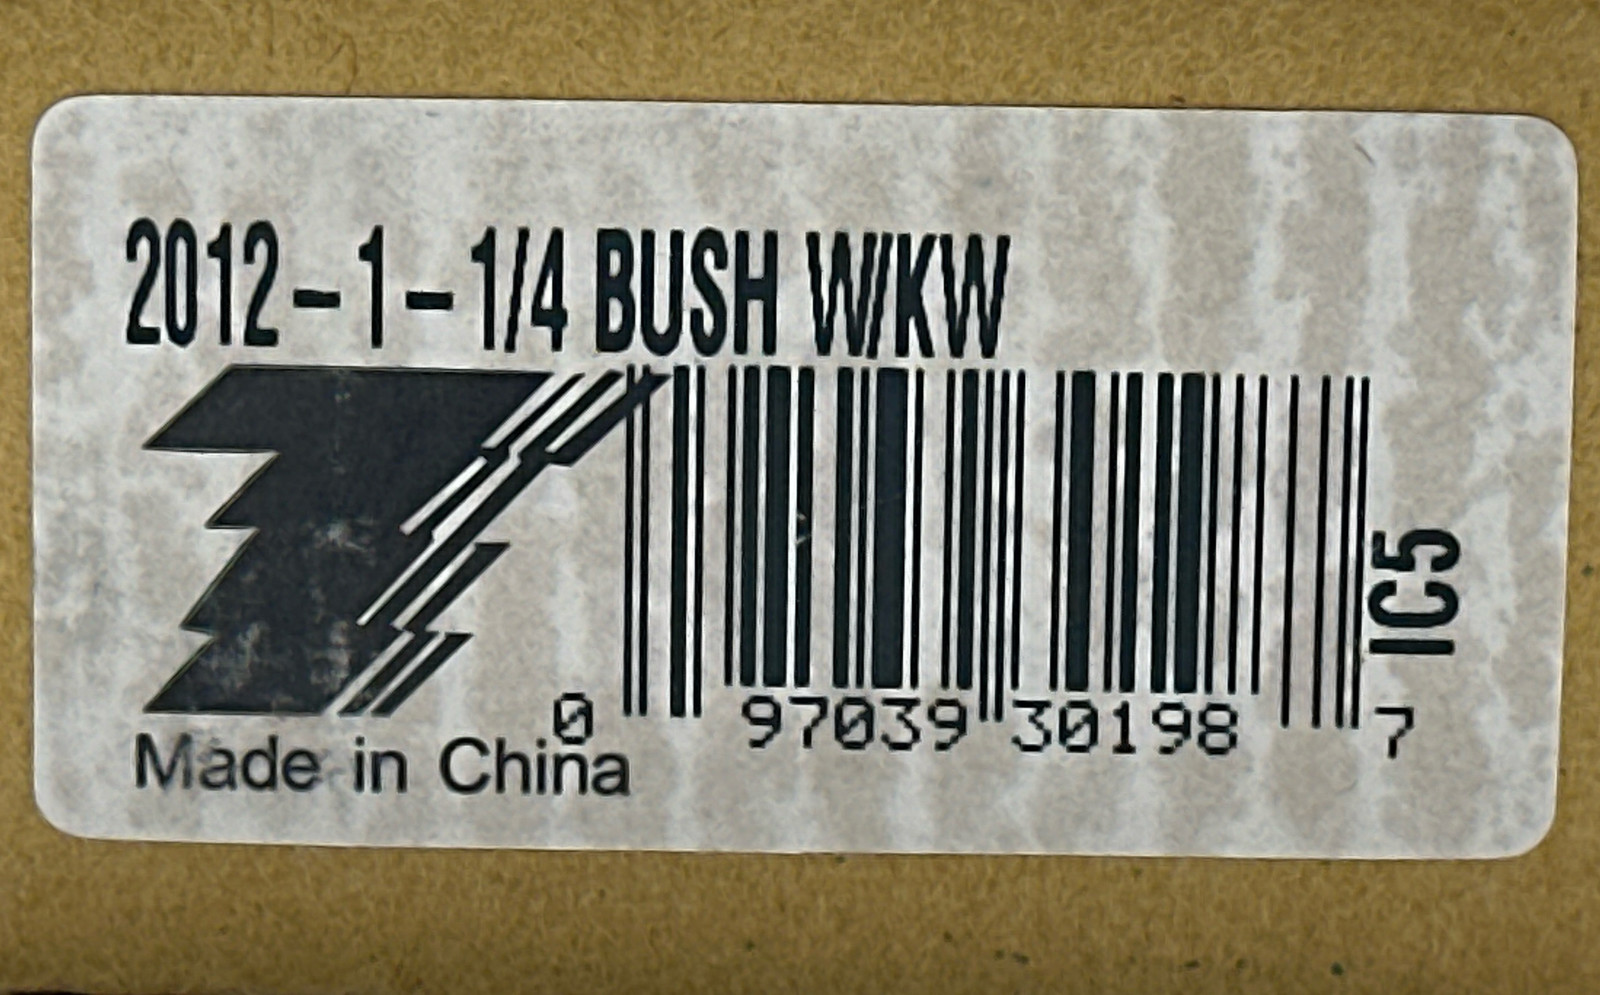 2012-1-1/4 BUSH W/KW
IC5
0 97039 30198 7
Made in China